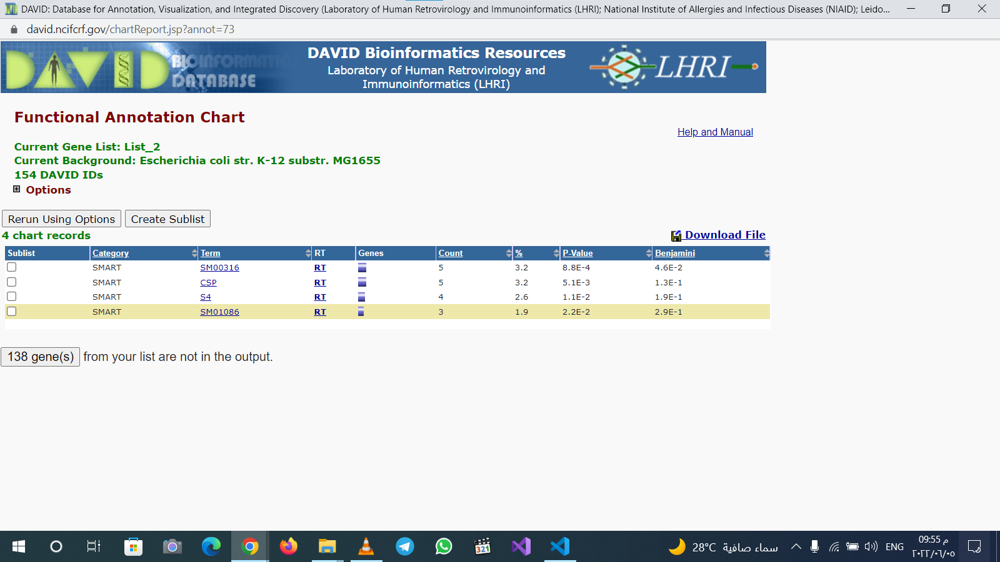 DAVID: Database for Annotation, Visualization, and Integrated Discovery (Laboratory of Human Retrovirology and Immunoinformatics (LHRI); National Institute of Allergies and Infectious Diseases (NIAID); Leido...
david.ncifcrf.gov/chartReport.jsp?annot=73
DAVID BIOINFORMATICS DATABASE
DAVID Bioinformatics Resources
Laboratory of Human Retrovirology and
Immunoinformatics (LHRI)
LHRI
Functional Annotation Chart
Help and Manual
Current Gene List: List_2
Current Background: Escherichia coli str. K-12 substr. MG1655
154 DAVID IDs
Options
Rerun Using Options Create Sublist
4 chart records Download File
Sublist Category Term RT Genes Count % P-Value Benjamini
SMART SM00316 RT 5 3.2 8.8E-4 4.6E-2
SMART CSP RT 5 3.2 5.1E-3 1.3E-1
SMART S4 RT 4 2.6 1.1E-2 1.9E-1
SMART SM01086 RT 3 1.9 2.2E-2 2.9E-1
138 gene(s) from your list are not in the output.
321
28°C سماء صافية ENG
09:55 م
٢٠٢٢/٠٦/٠٥